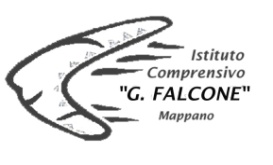 Istituto
Comprensivo
"G. FALCONE"
Mappano